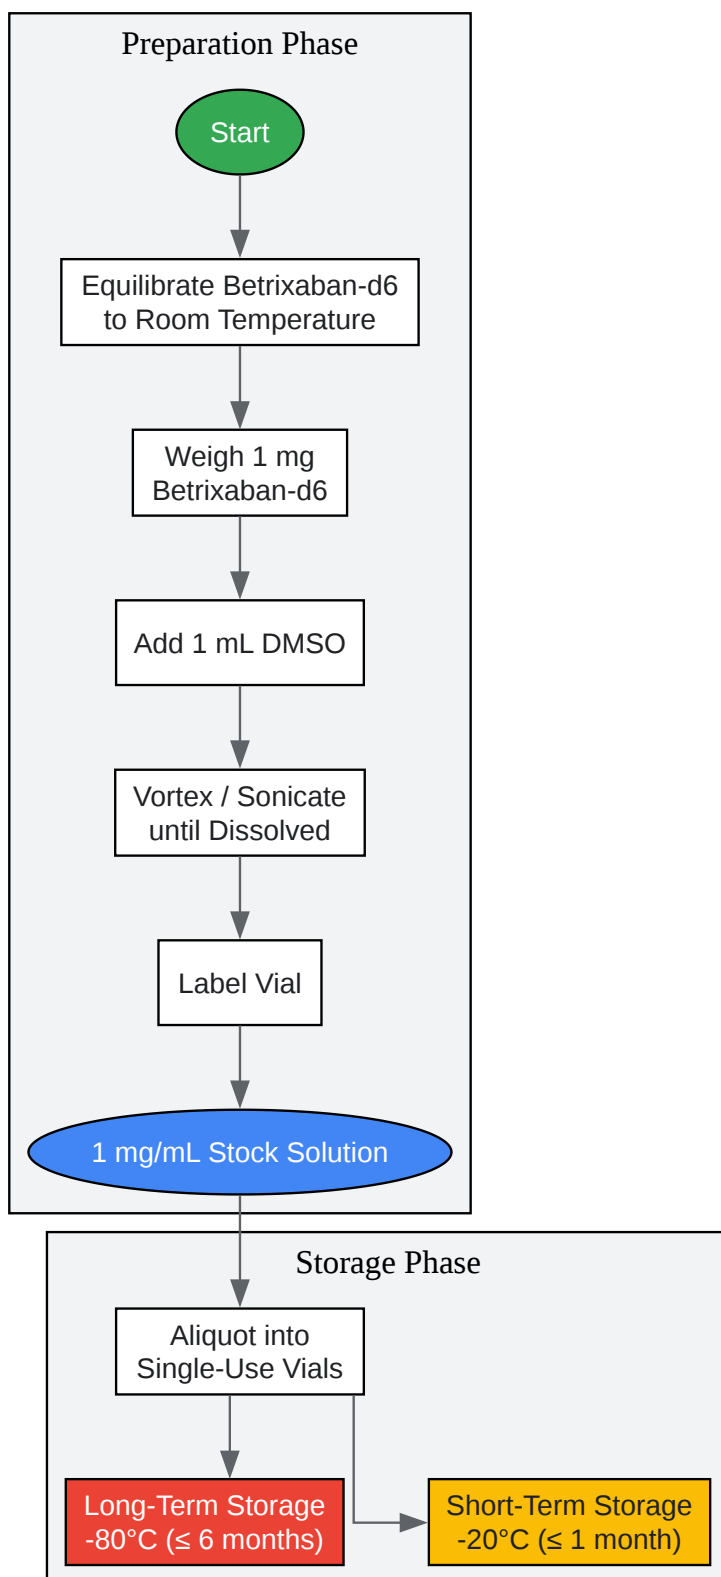 Preparation Phase
Start
Equilibrate Betrixaban-d6
to Room Temperature
Weigh 1 mg
Betrixaban-d6
Add 1 mL DMSO
Vortex / Sonicate
until Dissolved
Label Vial
1 mg/mL Stock Solution
Storage Phase
Aliquot into
Single-Use Vials
Long-Term Storage
-80°C (≤ 6 months)
Short-Term Storage
-20°C (≤ 1 month)